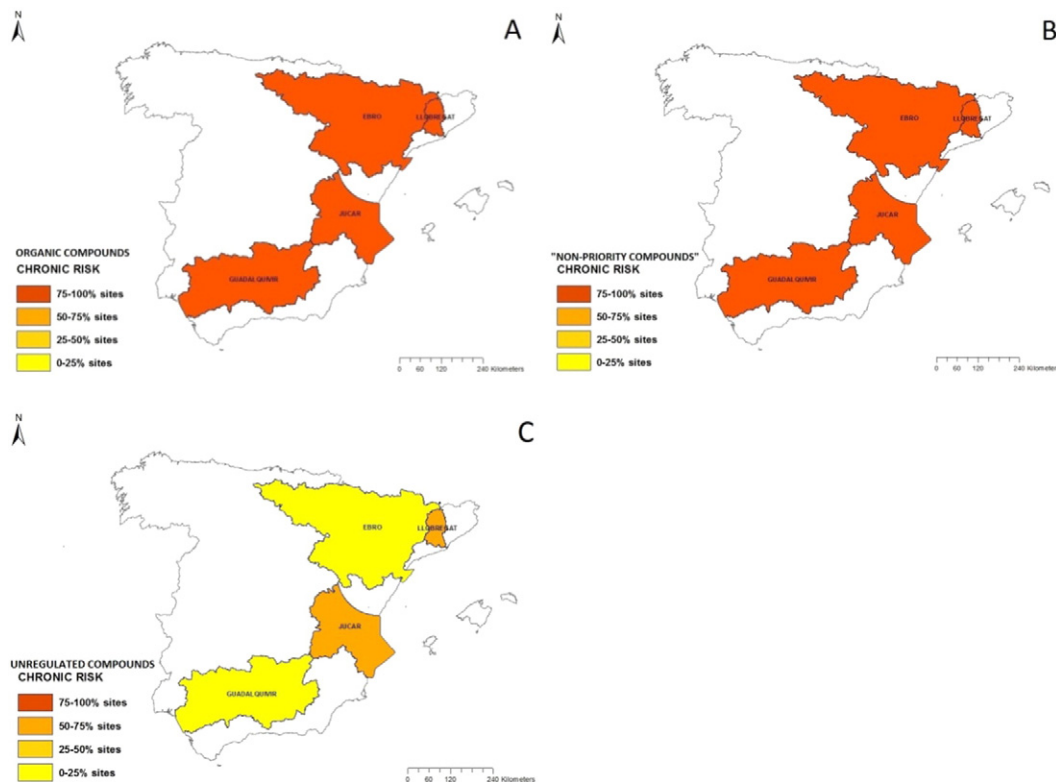 N
A
EBRO
LLOBREGAT
JUCAR
GUADALQUIVIR
ORGANIC COMPOUNDS
CHRONIC RISK
75-100% sites
50-75% sites
25-50% sites
0-25% sites
0 60 120 240 Kilometers
N
B
EBRO
LLOBREGAT
JUCAR
GUADALQUIVIR
"NON-PRIORITY COMPOUNDS"
CHRONIC RISK
75-100% sites
50-75% sites
25-50% sites
0-25% sites
0 60 120 240 Kilometers
N
C
EBRO
LLOBREGAT
JUCAR
GUADALQUIVIR
UNREGULATED COMPOUNDS
CHRONIC RISK
75-100% sites
50-75% sites
25-50% sites
0-25% sites
0 60 120 240 Kilometers